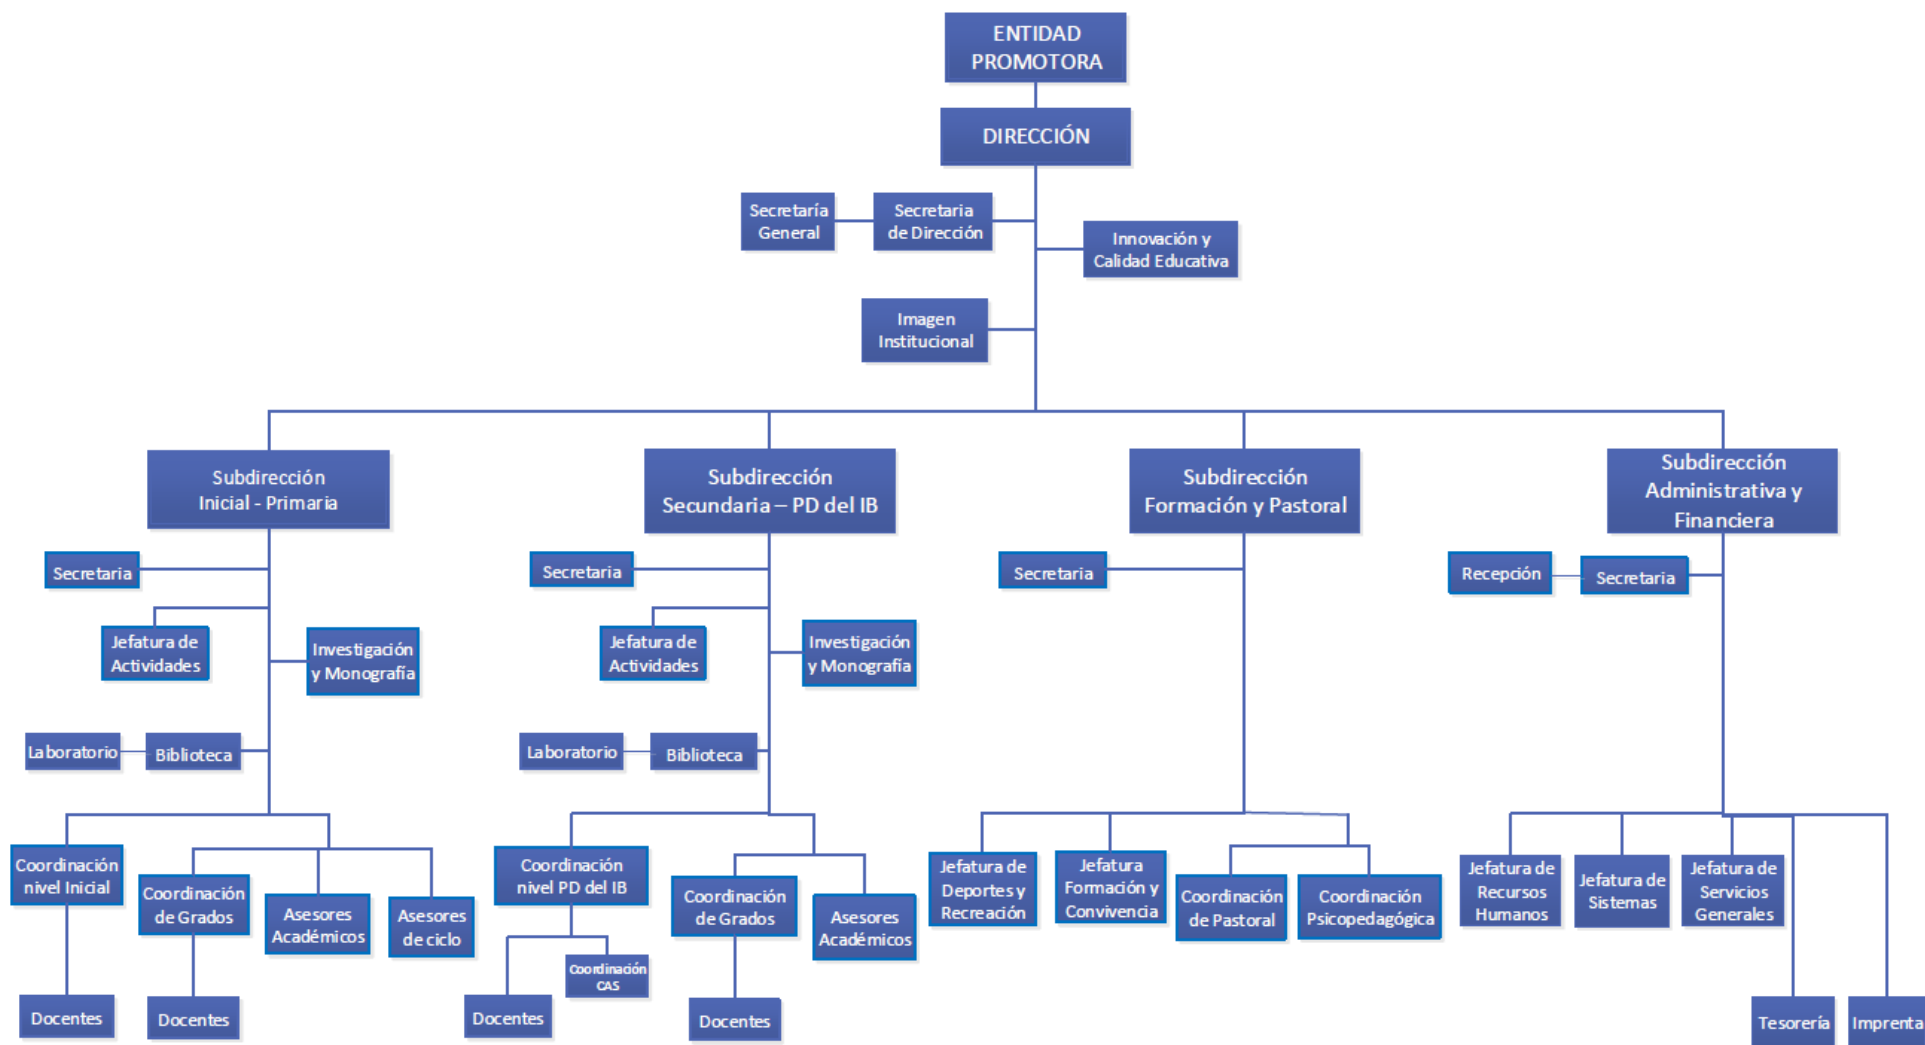 ENTIDAD
PROMOTORA
DIRECCIÓN
Secretaría
General
Secretaria
de Dirección
Innovación y
Calidad Educativa
Imagen
Institucional
Subdirección
Inicial - Primaria
Subdirección
Secundaria – PD del IB
Subdirección
Formación y Pastoral
Subdirección
Administrativa y
Financiera
Secretaria
Secretaria
Secretaria
Recepción
Secretaria
Jefatura de
Actividades
Investigación
y Monografía
Jefatura de
Actividades
Investigación
y Monografía
Laboratorio
Biblioteca
Laboratorio
Biblioteca
Coordinación
nivel Inicial
Coordinación
de Grados
Asesores
Académicos
Asesores
de ciclo
Coordinación
nivel PD del IB
Coordinación
de Grados
Asesores
Académicos
Jefatura de
Deportes y
Recreación
Jefatura
Formación y
Convivencia
Coordinación
de Pastoral
Coordinación
Psicopedagógica
Jefatura de
Recursos
Humanos
Jefatura de
Sistemas
Jefatura de
Servicios
Generales
Coordinación
CAS
Docentes
Docentes
Docentes
Docentes
Tesorería
Imprenta